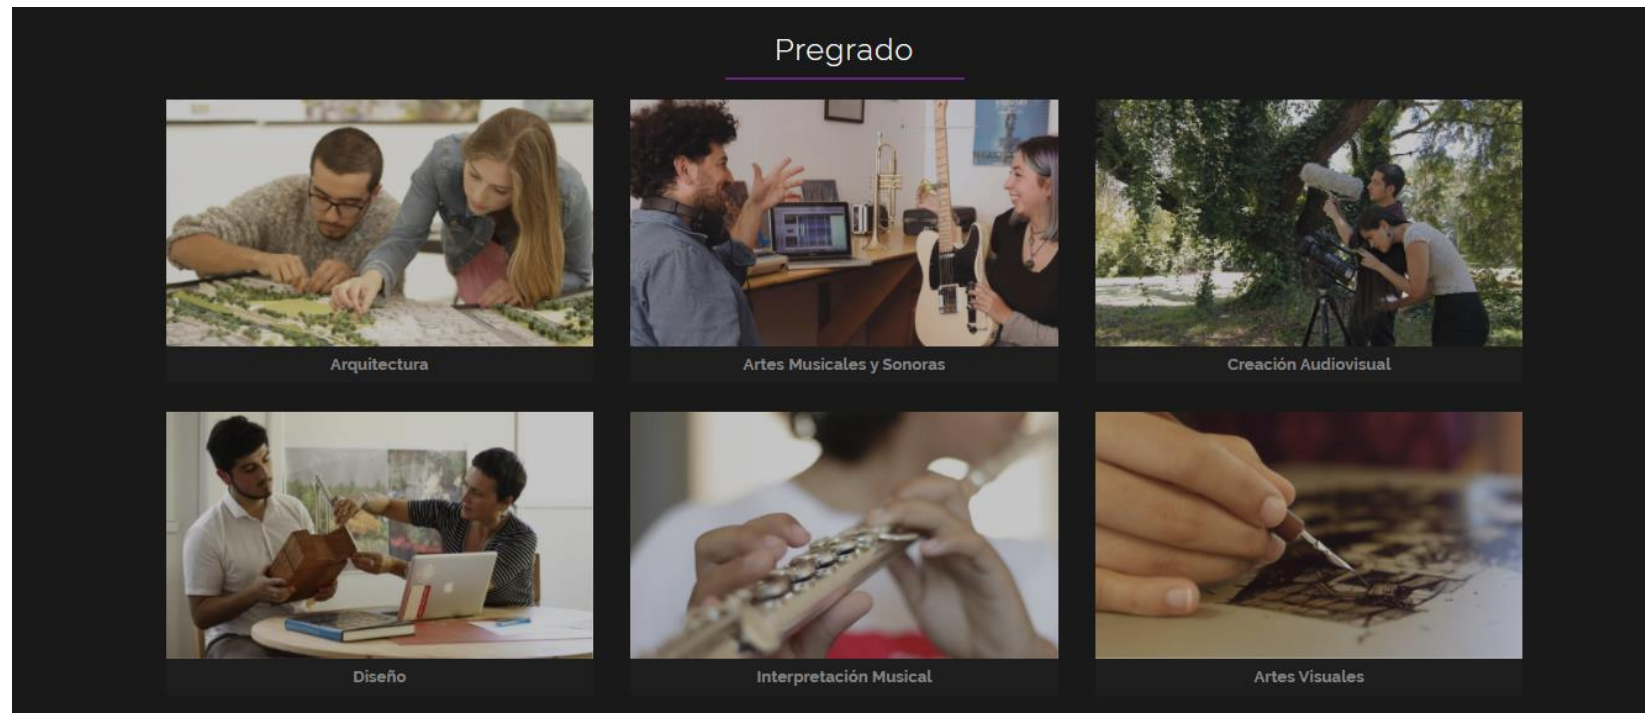 Pregrado
Arquitectura
Artes Musicales y Sonoras
Creación Audiovisual
Diseño
Interpretación Musical
Artes Visuales